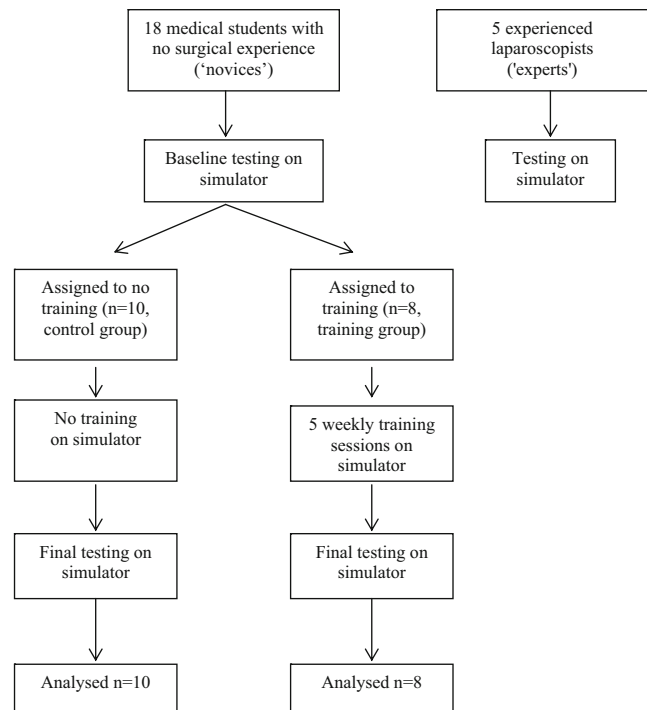 18 medical students with
no surgical experience
(‘novices’)
5 experienced
laparoscopists
('experts')
Baseline testing on
simulator
Testing on
simulator
Assigned to no
training (n=10,
control group)
Assigned to
training (n=8,
training group)
No training
on simulator
5 weekly training
sessions on
simulator
Final testing on
simulator
Final testing on
simulator
Analysed n=10
Analysed n=8